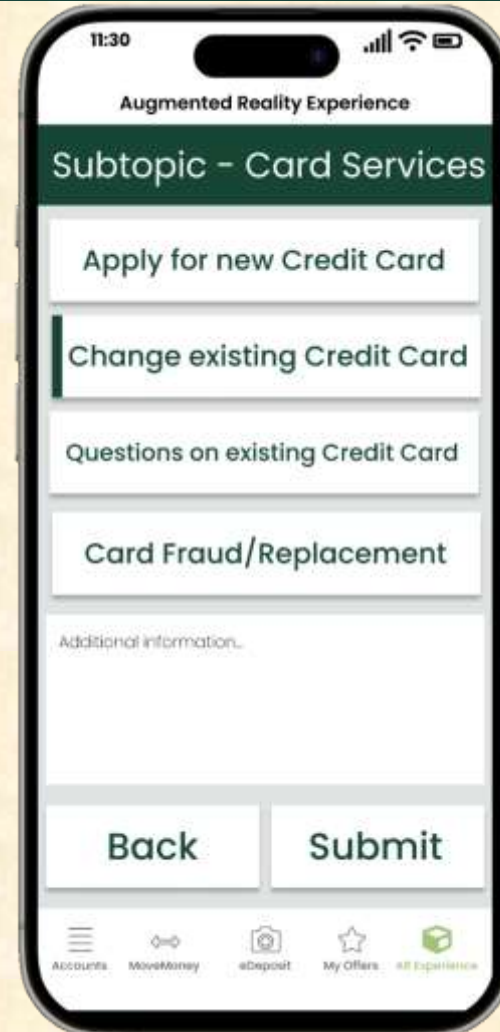 11:30
Augmented Reality Experience
Subtopic - Card Services
Apply for new Credit Card
Change existing Credit Card
Questions on existing Credit Card
Card Fraud/Replacement
Additional information...
Back Submit
Accounts MoveMoney eDeposit My Offers AR Experience